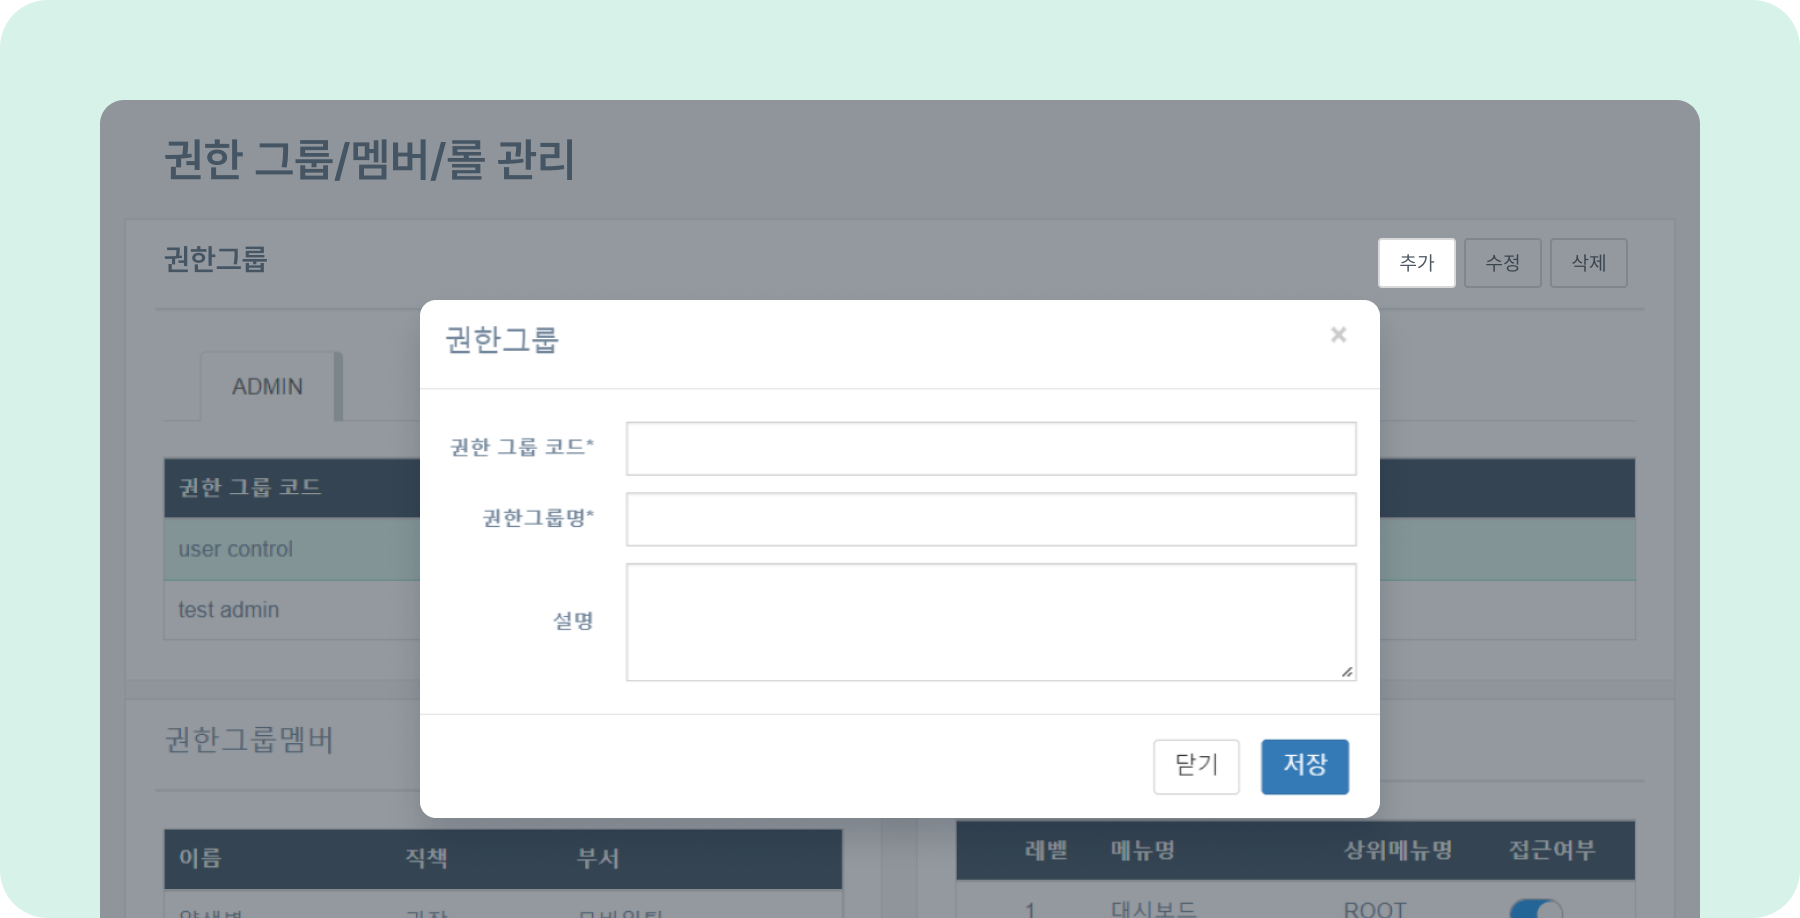 권한 그룹/멤버/롤 관리
권한그룹
추가 수정 삭제
권한그룹 ×
ADMIN
권한 그룹 코드*
권한 그룹 코드
권한그룹명*
user control
test admin
설명
권한그룹멤버
닫기 저장
이름 직책 부서
레벨 메뉴명 상위메뉴명 접근여부
1 대시보드 ROOT